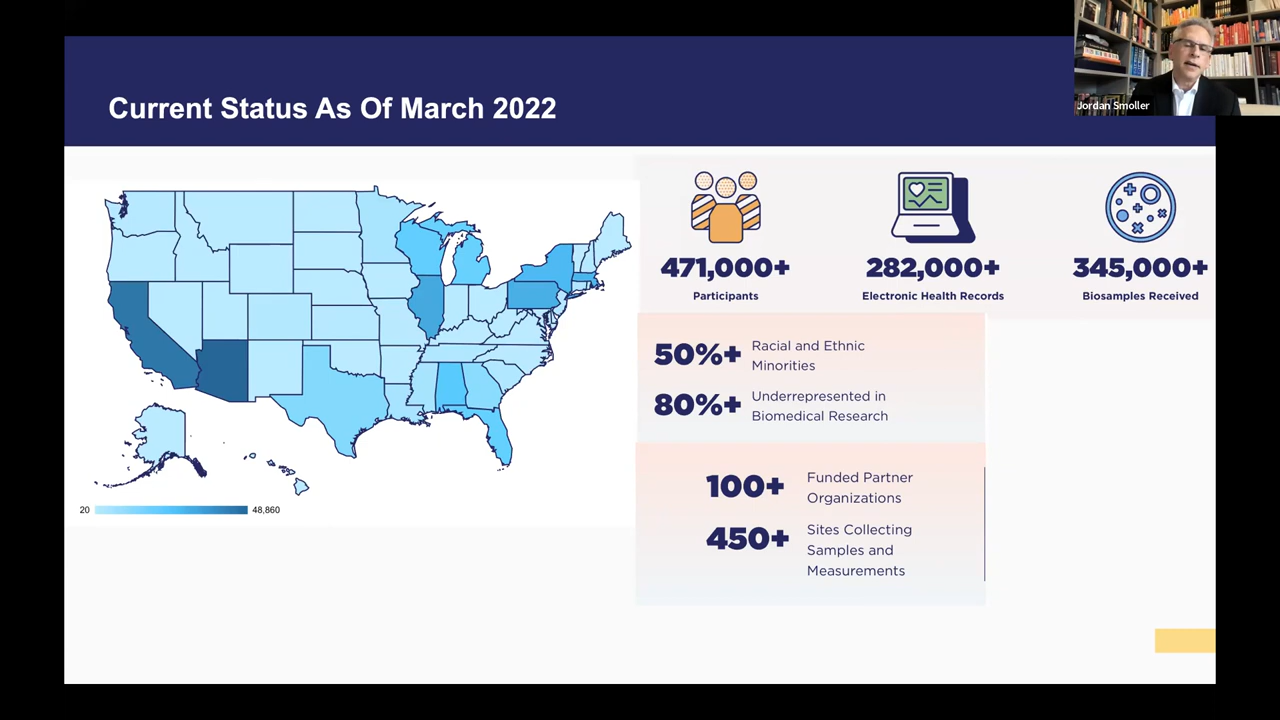 Jordan Smoller
Current Status As Of March 2022
471,000+
Participants
282,000+
Electronic Health Records
345,000+
Biosamples Received
50%+
Racial and Ethnic
Minorities
80%+
Underrepresented in
Biomedical Research
100+
Funded Partner
Organizations
450+
Sites Collecting
Samples and
Measurements
20
48,860